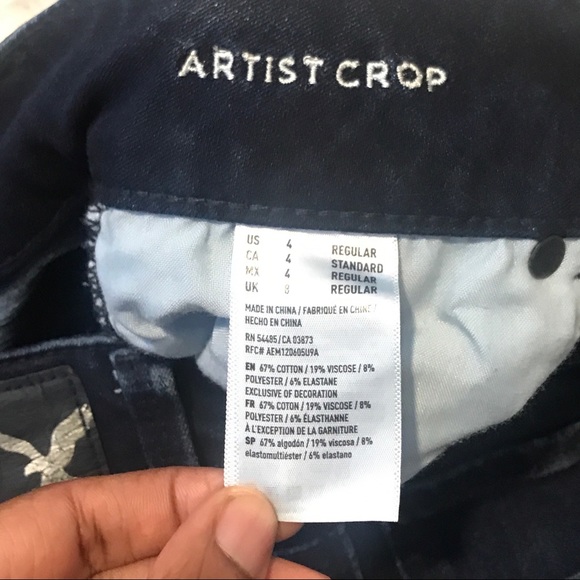 ARTIST CROP
US 4 REGULAR
CA 4 STANDARD
MX 4 REGULAR
UK 8 REGULAR
MADE IN CHINA / FABRIQUÉ EN CHINE /
HECHO EN CHINA
RN 54485/CA 03873
RFC# AEM120605U9A
EN 67% COTTON / 19% VISCOSE / 8%
POLYESTER / 6% ELASTANE
EXCLUSIVE OF DECORATION
FR 67% COTON / 19% VISCOSE / 8%
POLYESTER / 6% ÉLASTHANNE
À L'EXCEPTION DE LA GARNITURE
SP 67% algodón / 19% viscosa / 8%
elastomultiéster / 6% elastano